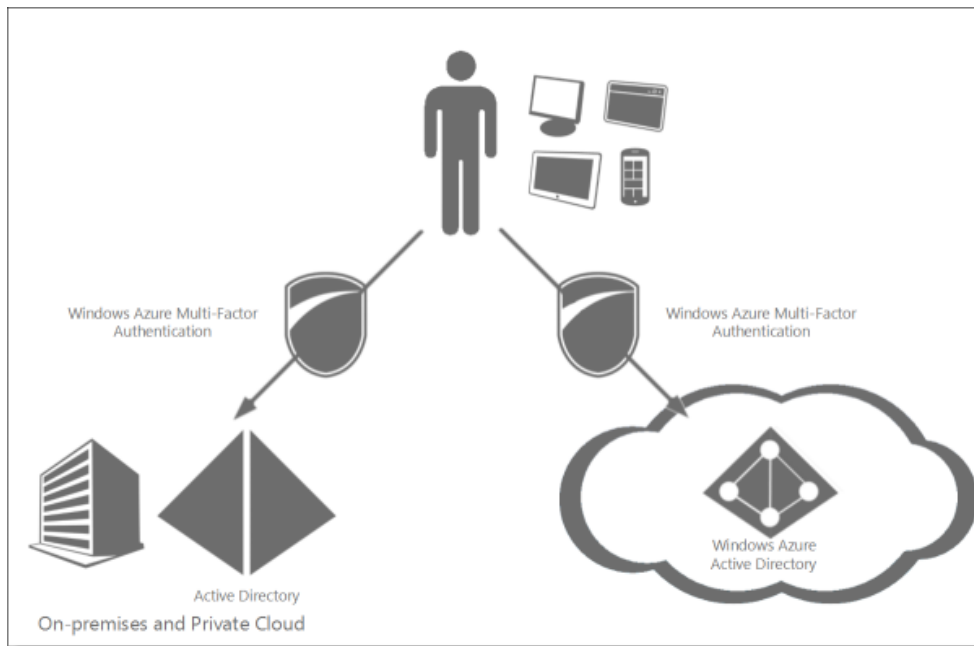 Windows Azure Multi-Factor
Authentication
Windows Azure Multi-Factor
Authentication
Windows Azure
Active Directory
Active Directory
On-premises and Private Cloud